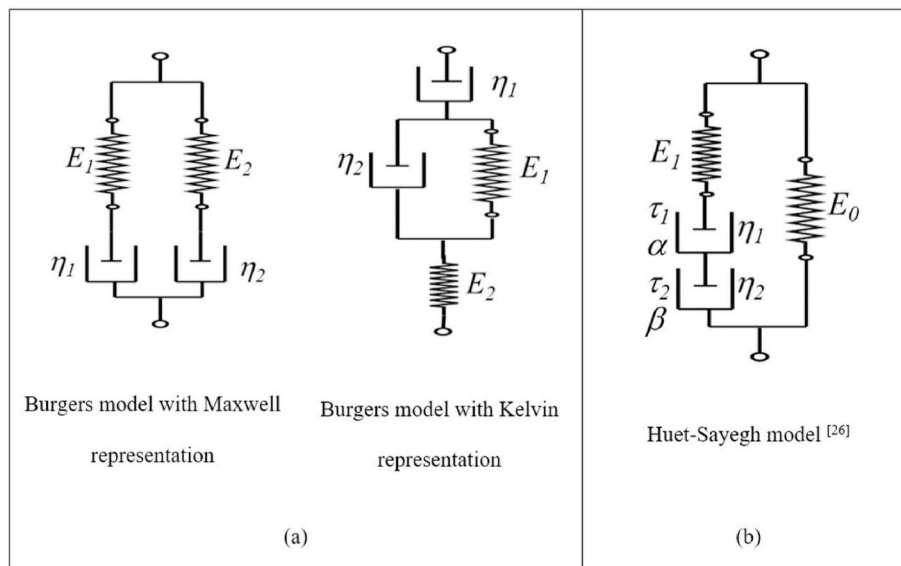 E1
E2
η1
η2
Burgers model with Maxwell
representation
η1
η2
E1
E2
Burgers model with Kelvin
representation
(a)
E1
τ1
η1
α
τ2
η2
β
E0
Huet-Sayegh model [26]
(b)